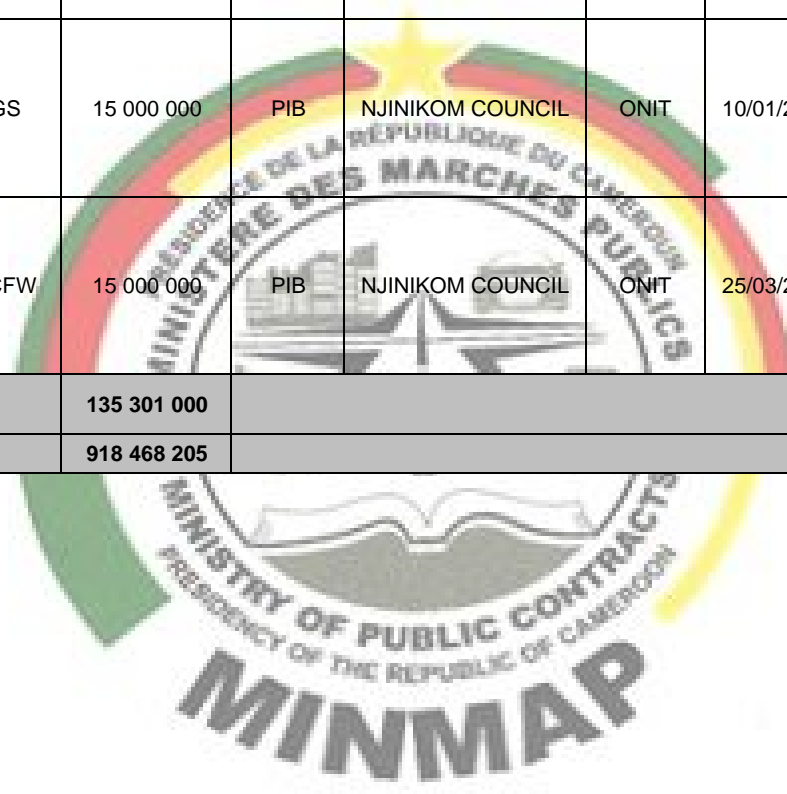 GS 15 000 000 PIB NJINIKOM COUNCIL ONIT 10/01/2
CFW 15 000 000 PIB NJINIKOM COUNCIL ONIT 25/03/2
135 301 000
918 468 205
PRESIDENCE DE LA REPUBLIQUE DU CAMEROUN
MINISTERE DES MARCHES PUBLICS
MINISTRY OF PUBLIC CONTRACTS
PRESIDENCY OF THE REPUBLIC OF CAMEROON
MINMAP